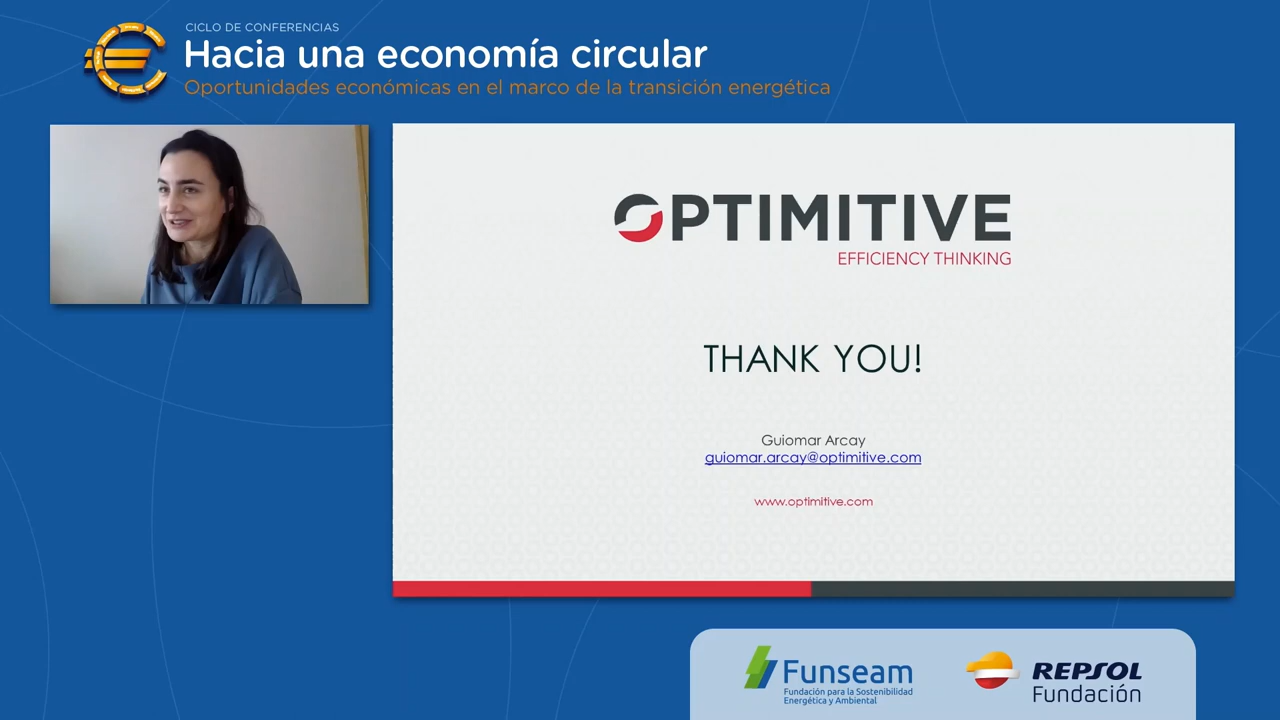 CICLO DE CONFERENCIAS
Hacia una economía circular
Oportunidades económicas en el marco de la transición energética
OPTIMITIVE
EFFICIENCY THINKING
THANK YOU!
Guiomar Arcay
guiomar.arcay@optimitive.com
www.optimitive.com
Funseam
Fundación para la Sostenibilidad
Energética y Ambiental
REPSOL
Fundación